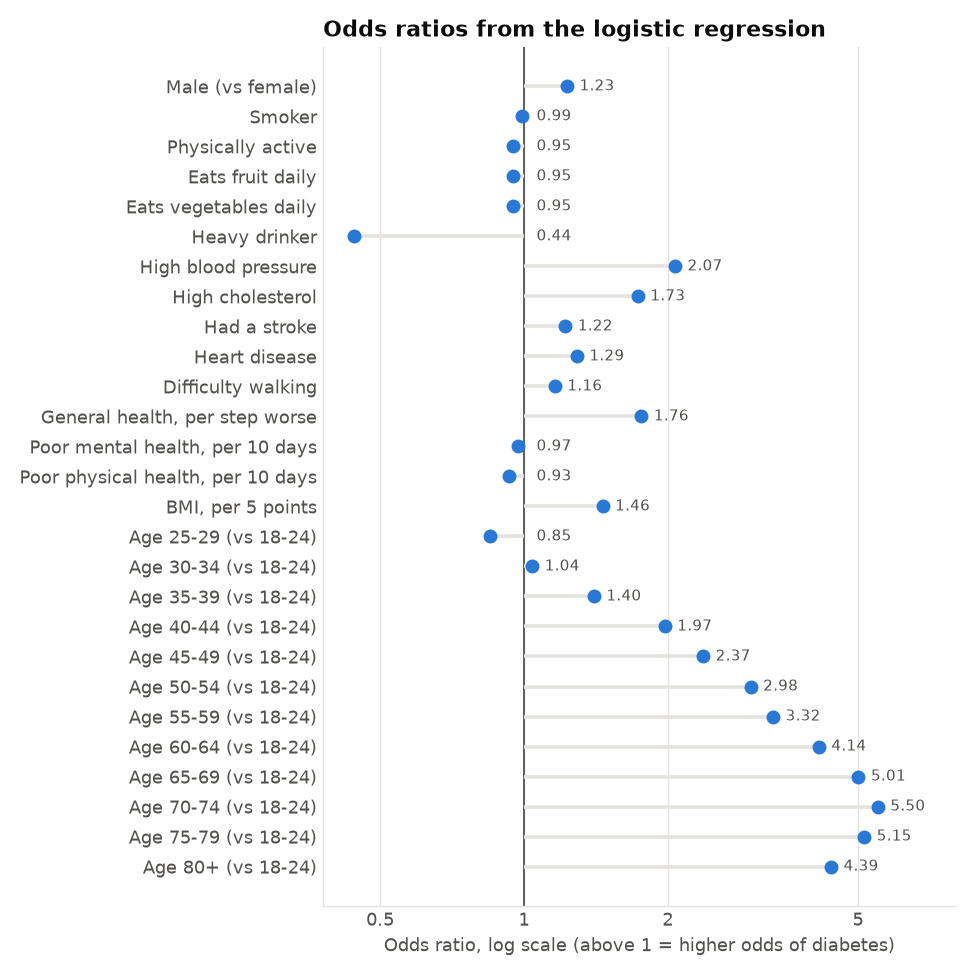 Odds ratios from the logistic regression
Male (vs female) 1.23
Smoker 0.99
Physically active 0.95
Eats fruit daily 0.95
Eats vegetables daily 0.95
Heavy drinker 0.44
High blood pressure 2.07
High cholesterol 1.73
Had a stroke 1.22
Heart disease 1.29
Difficulty walking 1.16
General health, per step worse 1.76
Poor mental health, per 10 days 0.97
Poor physical health, per 10 days 0.93
BMI, per 5 points 1.46
Age 25-29 (vs 18-24) 0.85
Age 30-34 (vs 18-24) 1.04
Age 35-39 (vs 18-24) 1.40
Age 40-44 (vs 18-24) 1.97
Age 45-49 (vs 18-24) 2.37
Age 50-54 (vs 18-24) 2.98
Age 55-59 (vs 18-24) 3.32
Age 60-64 (vs 18-24) 4.14
Age 65-69 (vs 18-24) 5.01
Age 70-74 (vs 18-24) 5.50
Age 75-79 (vs 18-24) 5.15
Age 80+ (vs 18-24) 4.39
0.5 1 2 5
Odds ratio, log scale (above 1 = higher odds of diabetes)